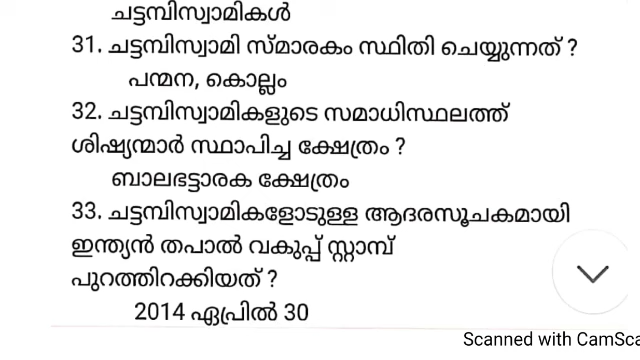 ചട്ടമ്പിസ്വാമികൾ
31. ചട്ടമ്പിസ്വാമി സ്മാരകം സ്ഥിതി ചെയ്യുന്നത് ?
പന്മന, കൊല്ലം
32. ചട്ടമ്പിസ്വാമികളുടെ സമാധിസ്ഥലത്ത്
ശിഷ്യന്മാർ സ്ഥാപിച്ച ക്ഷേത്രം ?
ബാലഭട്ടാരക ക്ഷേത്രം
33. ചട്ടമ്പിസ്വാമികളോടുള്ള ആദരസൂചകമായി
ഇന്ത്യൻ തപാൽ വകുപ്പ് സ്റ്റാമ്പ്
പുറത്തിറക്കിയത് ?
2014 ഏപ്രിൽ 30
Scanned with CamSca